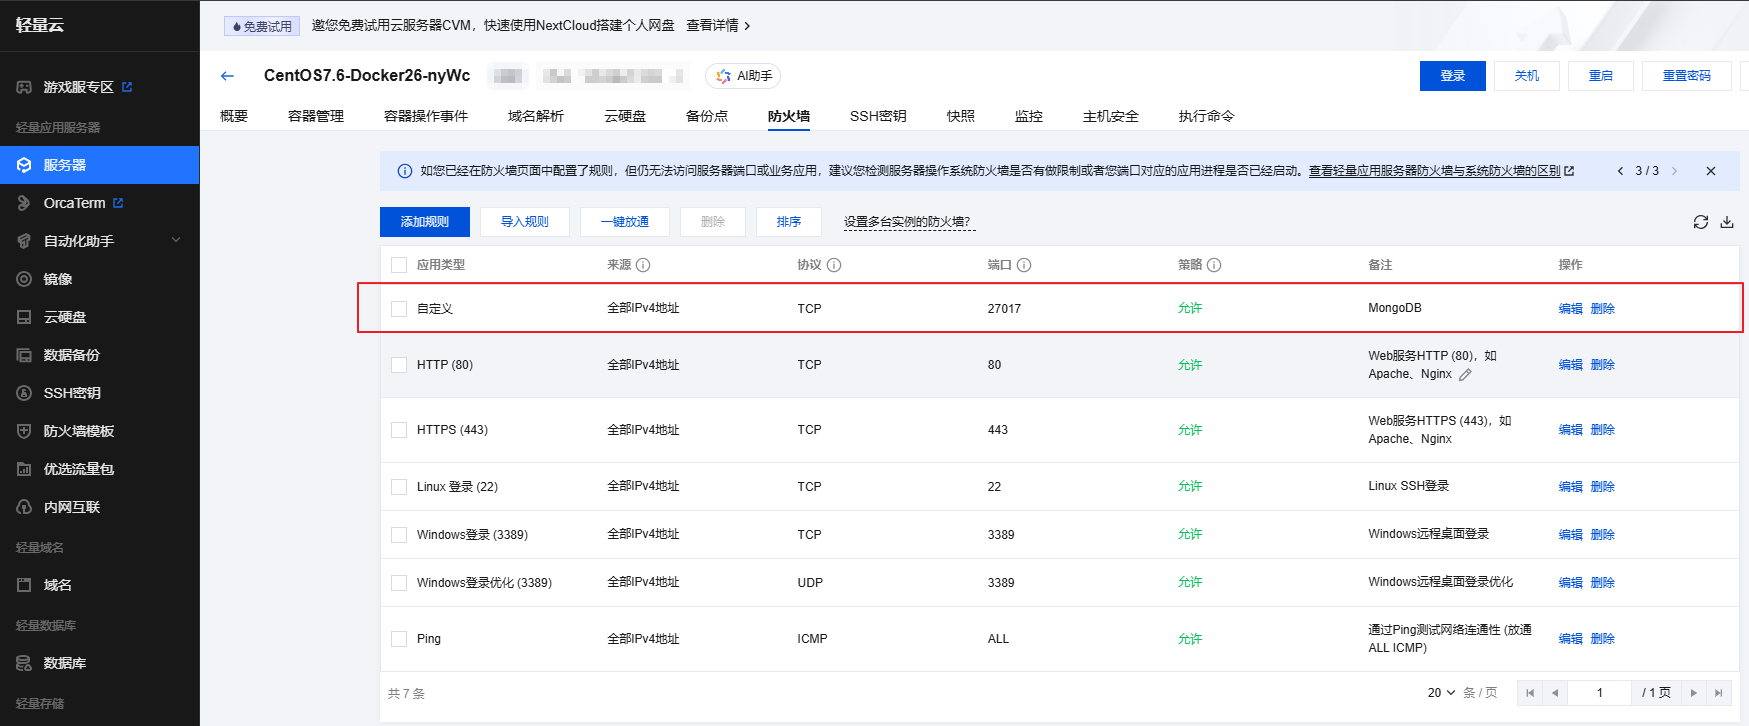 轻量云
免费试用 邀您免费试用云服务器CVM，快速使用NextCloud搭建个人网盘 查看详情
CentOS7.6-Docker26-nyWc AI助手 登录 关机 重启 重置密码
概要 容器管理 容器操作事件 域名解析 云硬盘 备份点 防火墙 SSH密钥 快照 监控 主机安全 执行命令
游戏服专区
轻量应用服务器
服务器
OrcaTerm
自动化助手
镜像
云硬盘
数据备份
SSH密钥
防火墙模板
优选流量包
内网互联
轻量域名
域名
轻量数据库
数据库
轻量存储
如您已经在防火墙页面中配置了规则，但仍无法访问服务器端口或业务应用，建议您检测服务器操作系统防火墙是否有做限制或者您端口对应的应用进程是否已经启动。查看轻量应用服务器防火墙与系统防火墙的区别 3 / 3
添加规则 导入规则 一键放通 删除 排序 设置多台实例的防火墙？
应用类型 来源 协议 端口 策略 备注 操作
自定义 全部IPv4地址 TCP 27017 允许 MongoDB 编辑 删除
HTTP (80) 全部IPv4地址 TCP 80 允许 Web服务HTTP (80)，如 编辑 删除
Apache、Nginx
HTTPS (443) 全部IPv4地址 TCP 443 允许 Web服务HTTPS (443)，如 编辑 删除
Apache、Nginx
Linux 登录 (22) 全部IPv4地址 TCP 22 允许 Linux SSH登录 编辑 删除
Windows登录 (3389) 全部IPv4地址 TCP 3389 允许 Windows远程桌面登录 编辑 删除
Windows登录优化 (3389) 全部IPv4地址 UDP 3389 允许 Windows远程桌面登录优化 编辑 删除
Ping 全部IPv4地址 ICMP ALL 允许 通过Ping测试网络连通性 (放通 编辑 删除
ALL ICMP)
共 7 条 20 条 / 页 1 / 1 页